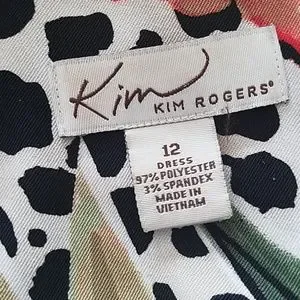 Kim
KIM ROGERS®
12
DRESS
97% POLYESTER
3% SPANDEX
MADE IN
VIETNAM